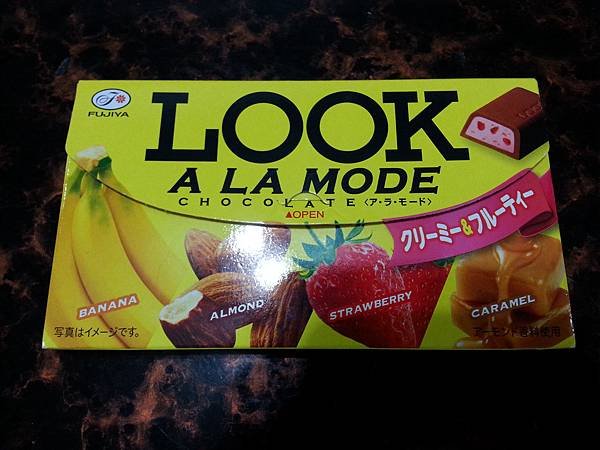 FUJIYA
LOOK
A LA MODE
CHOCOLATE〈ア・ラ・モード〉
▲OPEN
クリーミー&フルーティー
BANANA
ALMOND
STRAWBERRY
CARAMEL
写真はイメージです。
アーモンド香料使用